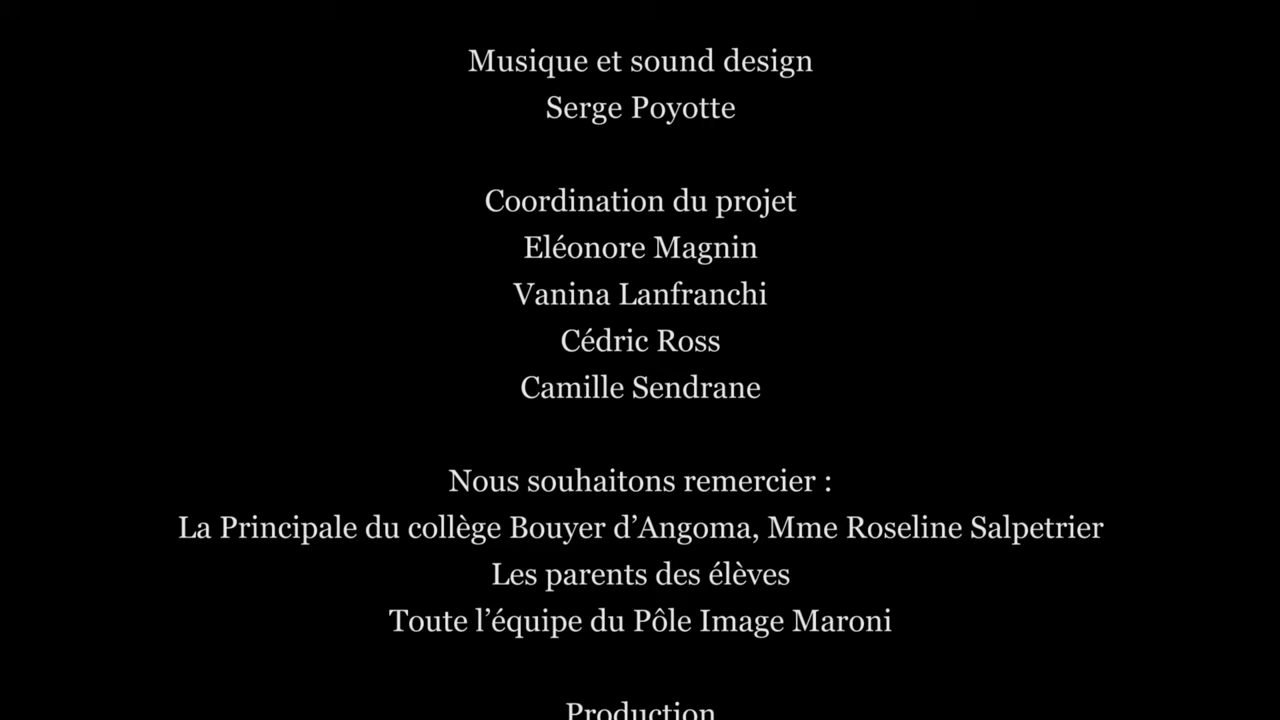 Musique et sound design
Serge Poyotte
Coordination du projet
Eléonore Magnin
Vanina Lanfranchi
Cédric Ross
Camille Sendrane
Nous souhaitons remercier :
La Principale du collège Bouyer d’Angoma, Mme Roseline Salpetrier
Les parents des élèves
Toute l’équipe du Pôle Image Maroni
Production